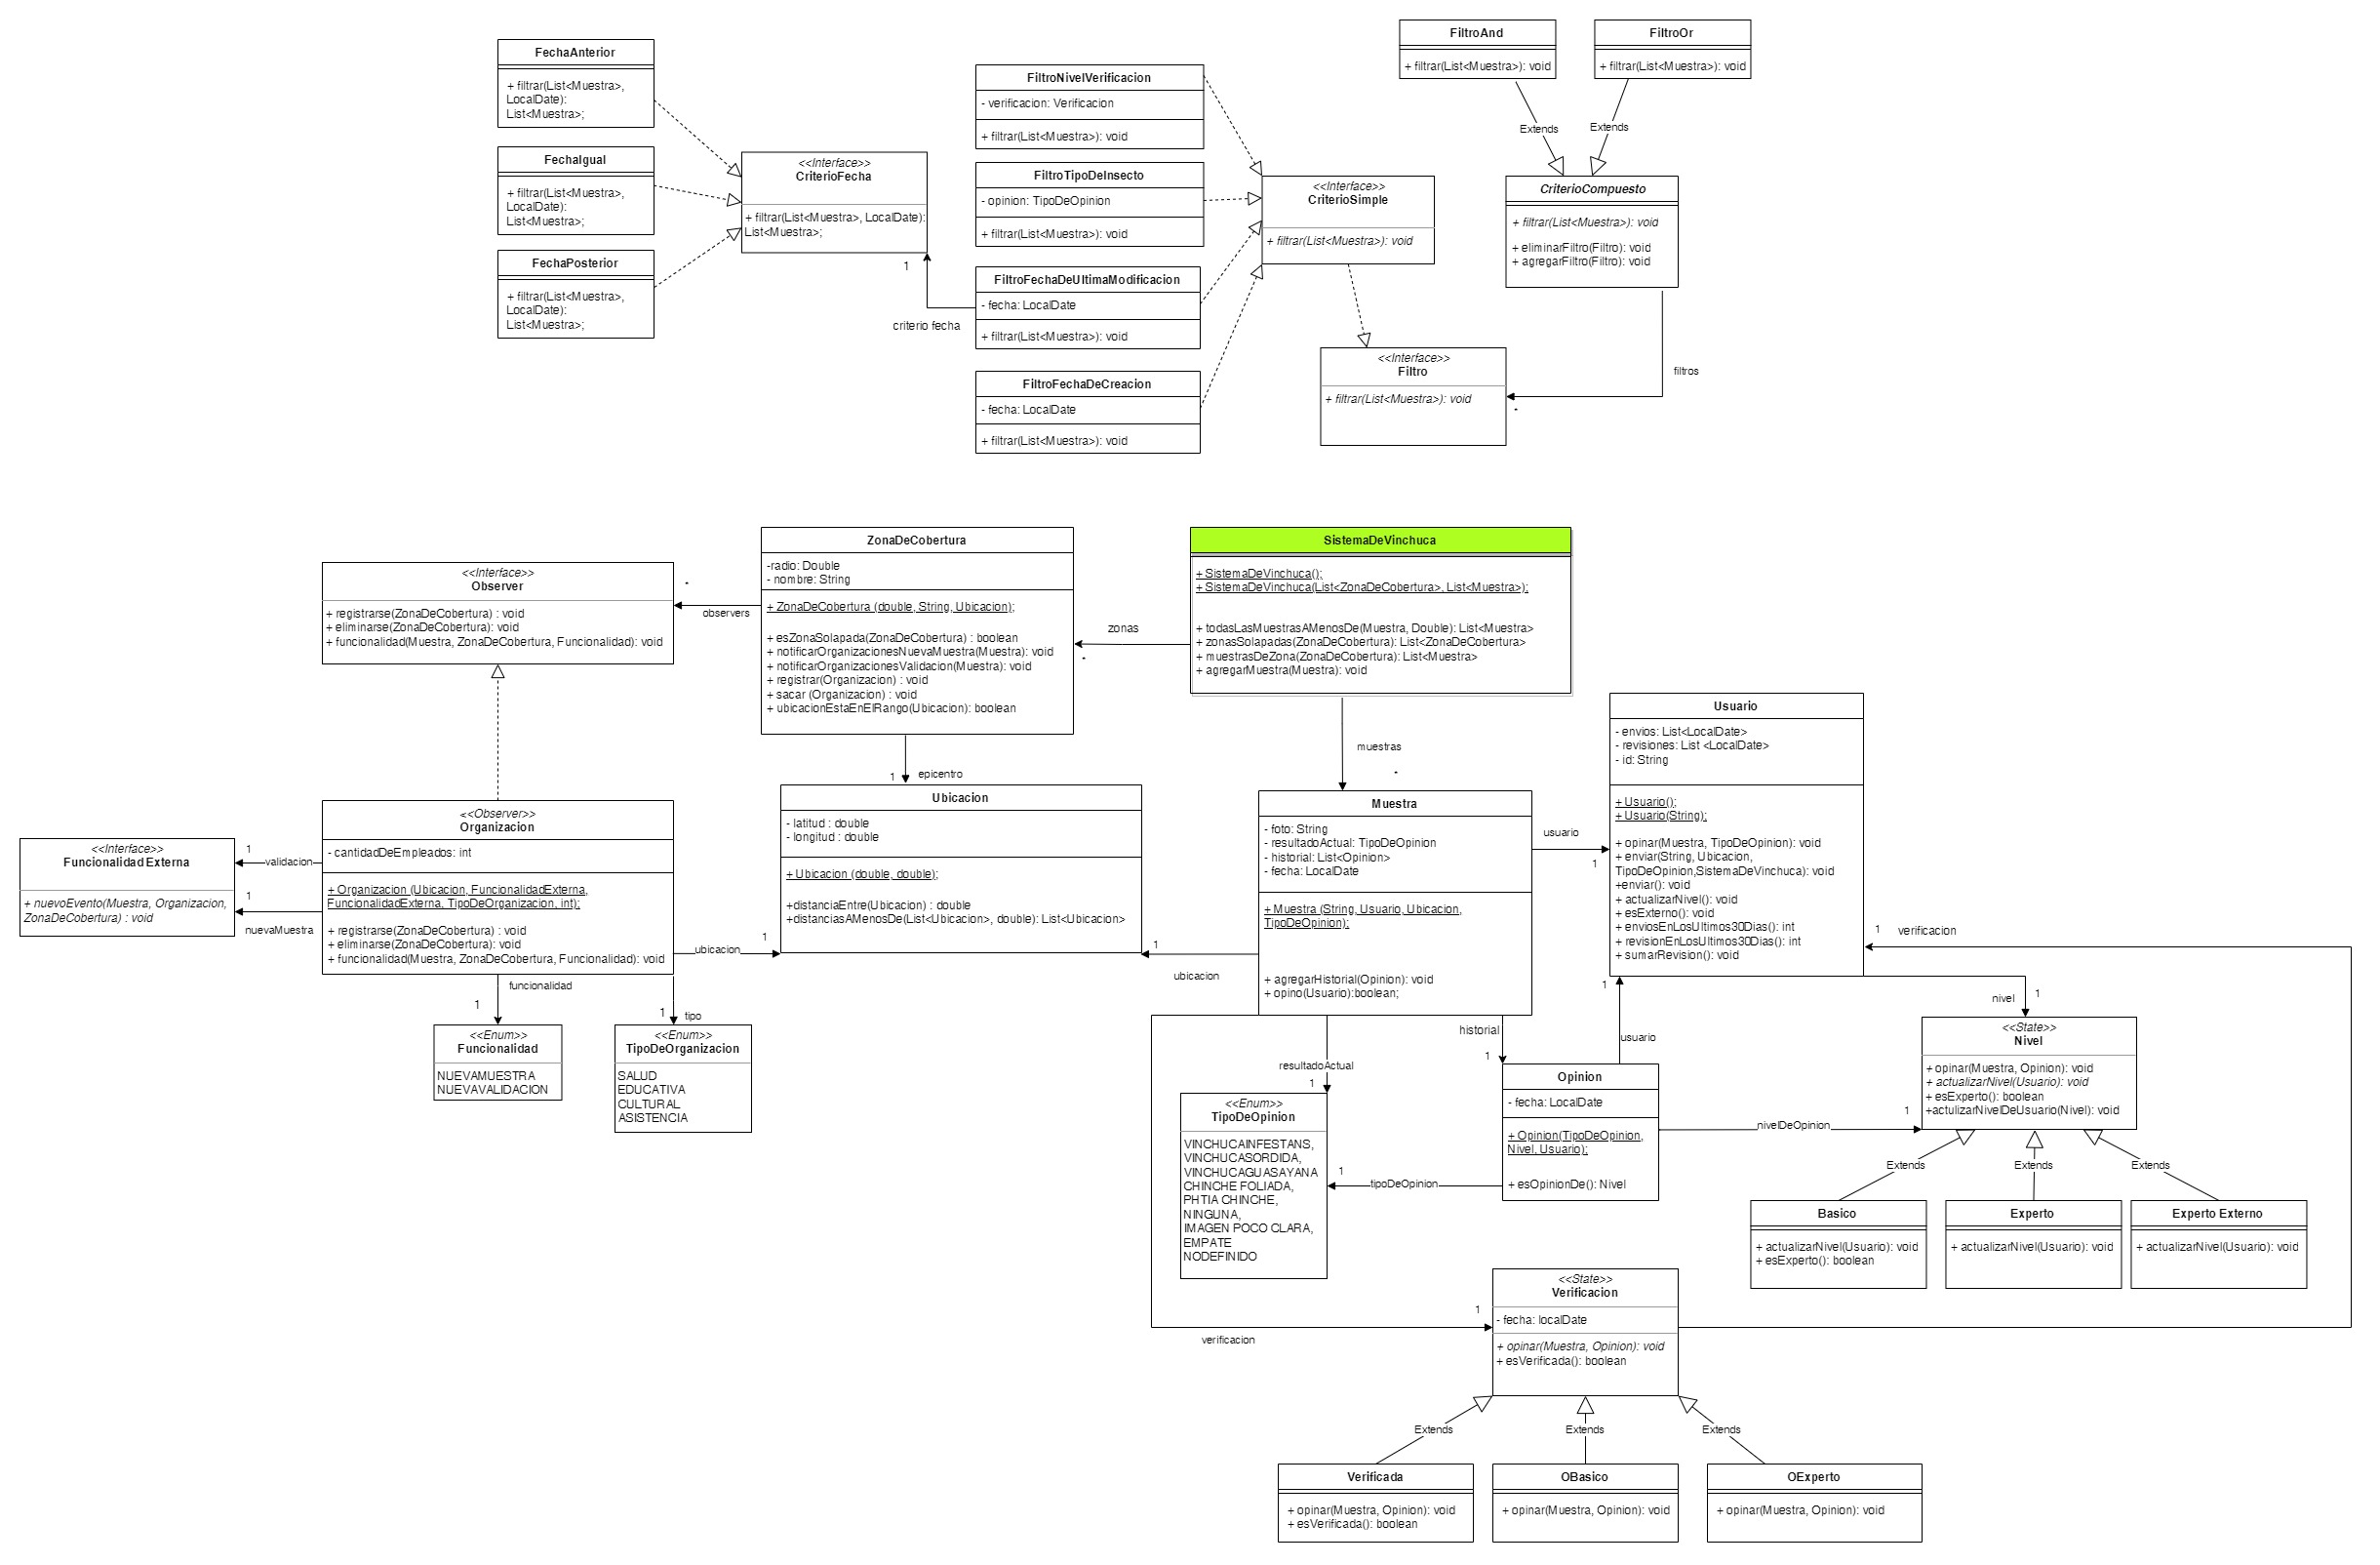 FiltroAnd
+ filtrar(List<Muestra>): void
FiltroOr
+ filtrar(List<Muestra>): void
FechaAnterior
+ filtrar(List<Muestra>,
LocalDate):
List<Muestra>;
FechaIgual
+ filtrar(List<Muestra>,
LocalDate):
List<Muestra>;
FechaPosterior
+ filtrar(List<Muestra>,
LocalDate):
List<Muestra>;
<<Interface>>
CriterioFecha
+ filtrar(List<Muestra>, LocalDate):
List<Muestra>;
1
criterio fecha
FiltroNivelVerificacion
- verificacion: Verificacion
+ filtrar(List<Muestra>): void
FiltroTipoDeInsecto
- opinion: TipoDeOpinion
+ filtrar(List<Muestra>): void
FiltroFechaDeUltimaModificacion
- fecha: LocalDate
+ filtrar(List<Muestra>): void
FiltroFechaDeCreacion
- fecha: LocalDate
+ filtrar(List<Muestra>): void
<<Interface>>
CriterioSimple
+ filtrar(List<Muestra>): void
Extends
Extends
CriterioCompuesto
+ filtrar(List<Muestra>): void
+ eliminarFiltro(Filtro): void
+ agregarFiltro(Filtro): void
<<Interface>>
Filtro
+ filtrar(List<Muestra>): void
filtros
*
<<Interface>>
Observer
+ registrarse(ZonaDeCobertura) : void
+ eliminarse(ZonaDeCobertura): void
+ funcionalidad(Muestra, ZonaDeCobertura, Funcionalidad): void
*
observers
ZonaDeCobertura
-radio: Double
- nombre: String
+ ZonaDeCobertura (double, String, Ubicacion);
+ esZonaSolapada(ZonaDeCobertura) : boolean
+ notificarOrganizacionesNuevaMuestra(Muestra): void
+ notificarOrganizacionesValidacion(Muestra): void
+ registrar(Organizacion) : void
+ sacar (Organizacion) : void
+ ubicacionEstaEnElRango(Ubicacion): boolean
zonas
*
SistemaDeVinchuca
+ SistemaDeVinchuca();
+ SistemaDeVinchuca(List<ZonaDeCobertura>, List<Muestra>);
+ todasLasMuestrasAMenosDe(Muestra, Double): List<Muestra>
+ zonasSolapadas(ZonaDeCobertura): List<ZonaDeCobertura>
+ muestrasDeZona(ZonaDeCobertura): List<Muestra>
+ agregarMuestra(Muestra): void
muestras
*
1
epicentro
Usuario
- envios: List<LocalDate>
- revisiones: List <LocalDate>
- id: String
+ Usuario();
+ Usuario(String);
+ opinar(Muestra, TipoDeOpinion): void
+ enviar(String, Ubicacion,
TipoDeOpinion,SistemaDeVinchuca): void
+enviar(): void
+ actualizarNivel(): void
+ esExterno(): void
+ enviosEnLosUltimos30Dias(): int
+ revisionEnLosUltimos30Dias(): int
+ sumarRevision(): void
<<Interface>>
Funcionalidad Externa
+ nuevoEvento(Muestra, Organizacion,
ZonaDeCobertura) : void
1
validacion
1
nuevaMuestra
<<Observer>>
Organizacion
- cantidadDeEmpleados: int
+ Organizacion (Ubicacion, FuncionalidadExterna,
FuncionalidadExterna, TipoDeOrganizacion, int);
+ registrarse(ZonaDeCobertura) : void
+ eliminarse(ZonaDeCobertura): void
+ funcionalidad(Muestra, ZonaDeCobertura, Funcionalidad): void
ubicacion
1
Ubicacion
- latitud : double
- longitud : double
+ Ubicacion (double, double);
+distanciaEntre(Ubicacion) : double
+distanciasAMenosDe(List<Ubicacion>, double): List<Ubicacion>
1
ubicacion
Muestra
- foto: String
- resultadoActual: TipoDeOpinion
- historial: List<Opinion>
- fecha: LocalDate
+ Muestra (String, Usuario, Ubicacion,
TipoDeOpinion);
+ agregarHistorial(Opinion): void
+ opino(Usuario):boolean;
usuario
1
1
verificacion
funcionalidad
1
<<Enum>>
Funcionalidad
NUEVAMUESTRA
NUEVAVALIDACION
1
tipo
<<Enum>>
TipoDeOrganizacion
SALUD
EDUCATIVA
CULTURAL
ASISTENCIA
resultadoActual
1
historial
1
1
usuario
nivel
1
<<Enum>>
TipoDeOpinion
VINCHUCAINFESTANS,
VINCHUCASORDIDA,
VINCHUCAGUASAYANA
CHINCHE FOLIADA,
PHTIA CHINCHE,
NINGUNA,
IMAGEN POCO CLARA,
EMPATE
NODEFINIDO
Opinion
- fecha: LocalDate
+ Opinion(TipoDeOpinion,
Nivel, Usuario);
+ esOpinionDe(): Nivel
1
tipoDeOpinion
nivelDeOpinion
1
<<State>>
Nivel
+ opinar(Muestra, Opinion): void
+ actualizarNivel(Usuario): void
+ esExperto(): boolean
+actulizarNivelDeUsuario(Nivel): void
Extends
Extends
Extends
Basico
+ actualizarNivel(Usuario): void
+ esExperto(): boolean
Experto
+ actualizarNivel(Usuario): void
Experto Externo
+ actualizarNivel(Usuario): void
verificacion
1
<<State>>
Verificacion
- fecha: localDate
+ opinar(Muestra, Opinion): void
+ esVerificada(): boolean
Extends
Extends
Extends
Verificada
+ opinar(Muestra, Opinion): void
+ esVerificada(): boolean
OBasico
+ opinar(Muestra, Opinion): void
OExperto
+ opinar(Muestra, Opinion): void